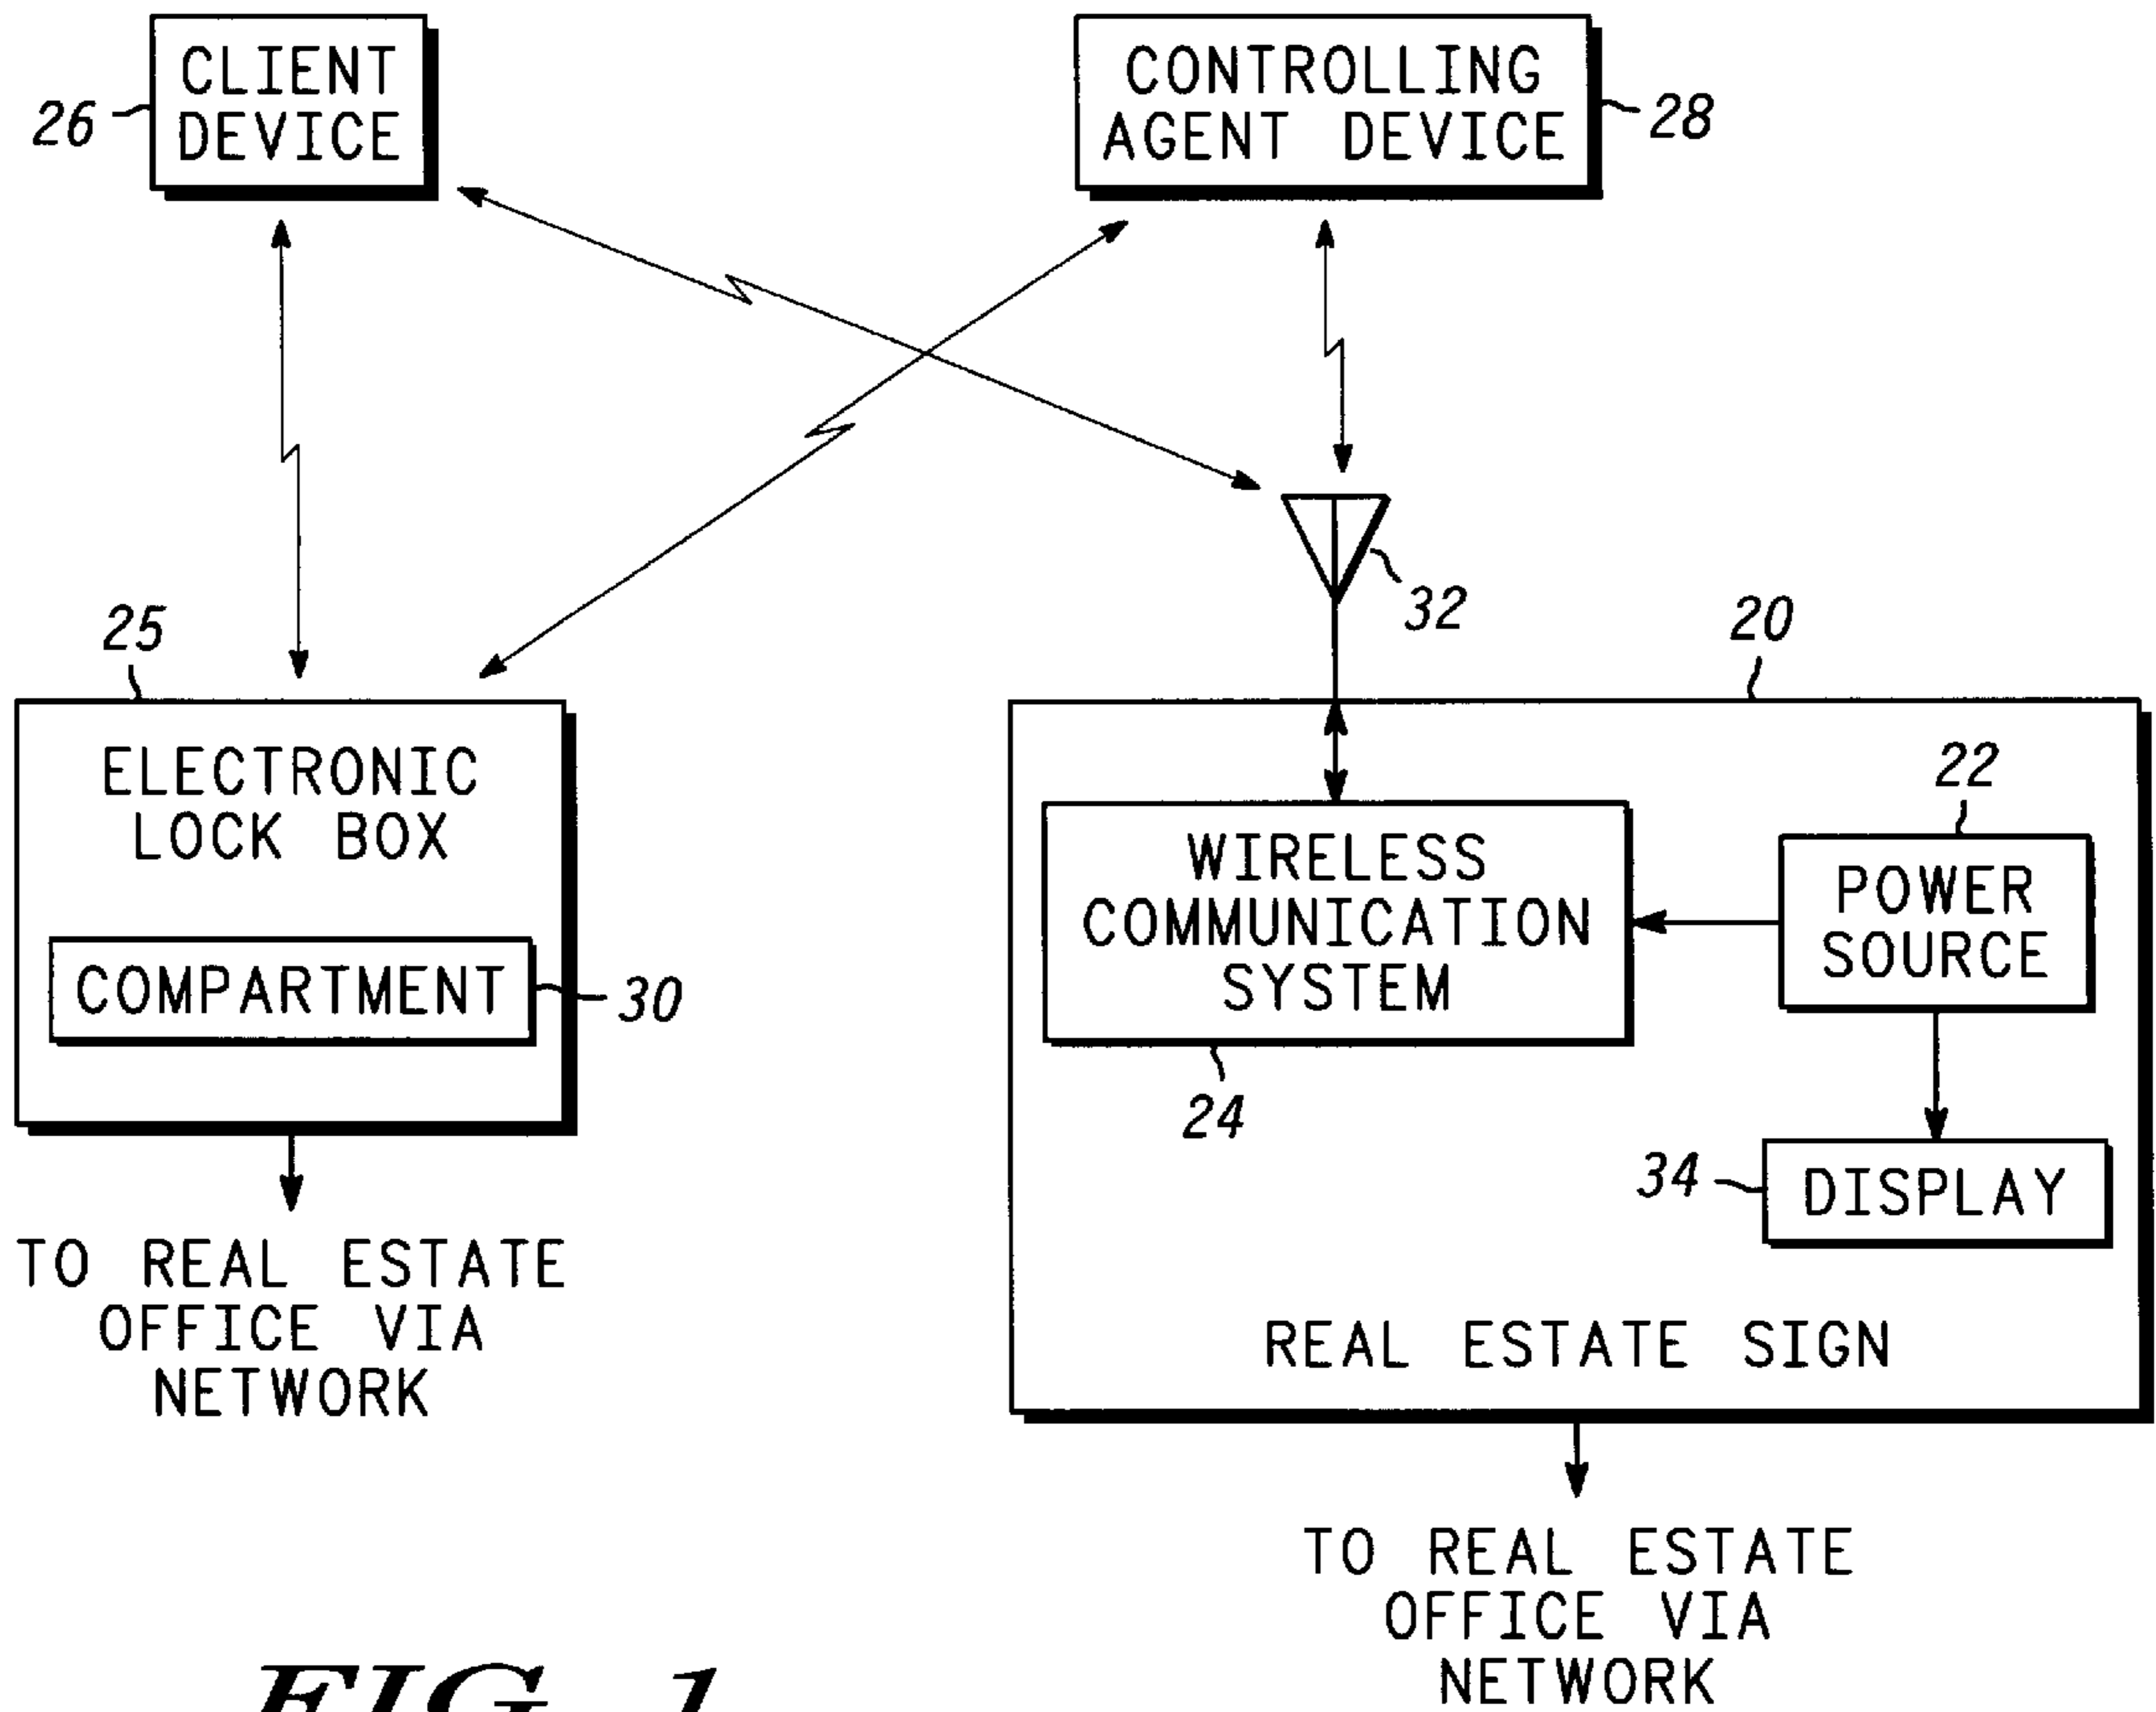 CLIENT
DEVICE
26
CONTROLLING
AGENT DEVICE
28
32
25
ELECTRONIC
LOCK BOX
COMPARTMENT
30
TO REAL ESTATE
OFFICE VIA
NETWORK
20
22
WIRELESS
COMMUNICATION
SYSTEM
24
POWER
SOURCE
34
DISPLAY
REAL ESTATE SIGN
TO REAL ESTATE
OFFICE VIA
NETWORK
FIG. 1